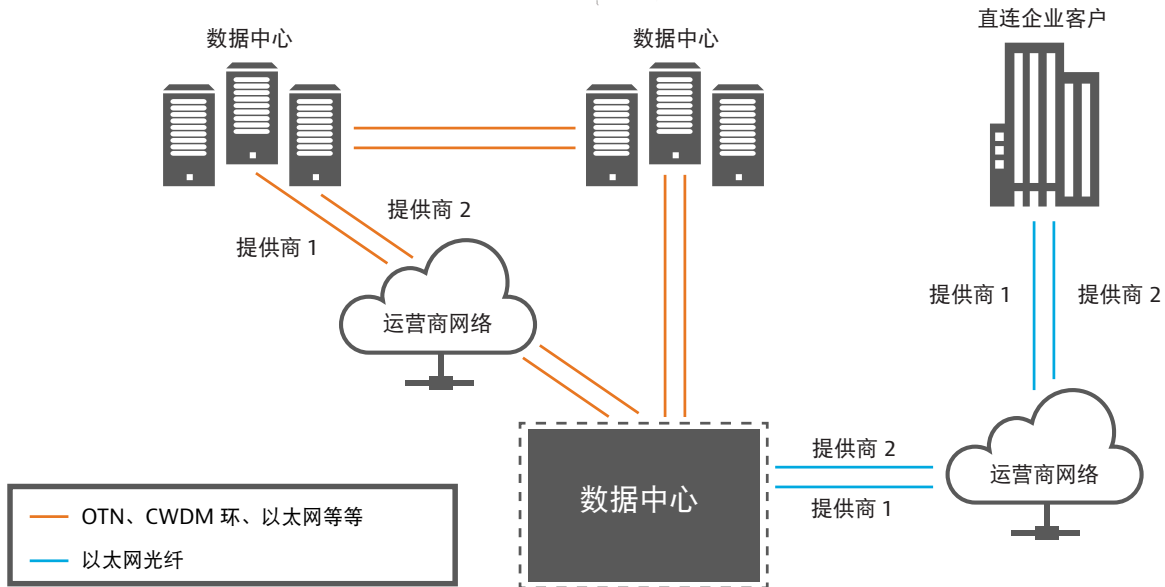 直连企业客户
数据中心
数据中心
提供商 2
提供商 1
提供商 1
提供商 2
运营商网络
提供商 2
运营商网络
数据中心
提供商 1
OTN、CWDM 环、以太网等等
以太网光纤